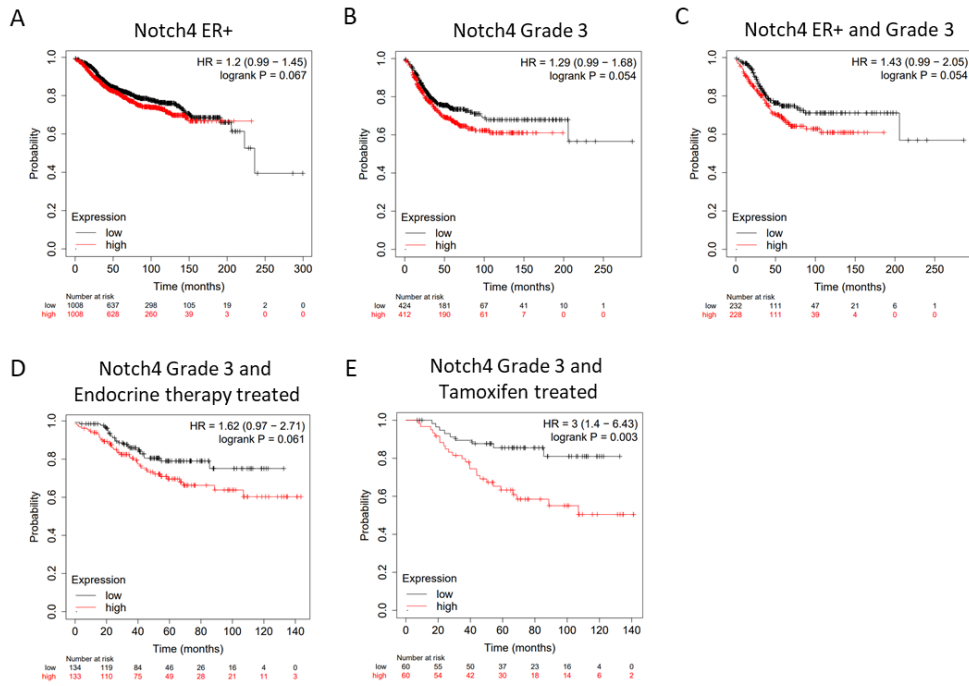 A
Notch4 ER+
HR = 1.2 (0.99 − 1.45)
logrank P = 0.067
Probability
1.0
0.8
0.6
0.4
0.2
0.0
Expression
low
high
0 50 100 150 200 250 300
Time (months)
Number at risk
low 1008 637 298 105 19 2 0
high 1008 628 260 39 3 0 0
B
Notch4 Grade 3
HR = 1.29 (0.99 − 1.68)
logrank P = 0.054
Probability
1.0
0.8
0.6
0.4
0.2
0.0
Expression
low
high
0 50 100 150 200 250
Time (months)
Number at risk
low 424 181 67 41 10 1
high 412 190 61 7 0 0
C
Notch4 ER+ and Grade 3
HR = 1.43 (0.99 − 2.05)
logrank P = 0.054
Probability
1.0
0.8
0.6
0.4
0.2
0.0
Expression
low
high
0 50 100 150 200 250
Time (months)
Number at risk
low 232 111 47 21 6 1
high 228 111 39 4 0 0
D
Notch4 Grade 3 and
Endocrine therapy treated
HR = 1.62 (0.97 − 2.71)
logrank P = 0.061
Probability
1.0
0.8
0.6
0.4
0.2
0.0
Expression
low
high
0 20 40 60 80 100 120 140
Time (months)
Number at risk
low 134 119 84 46 26 16 4 0
high 133 110 75 49 28 21 11 3
E
Notch4 Grade 3 and
Tamoxifen treated
HR = 3 (1.4 − 6.43)
logrank P = 0.003
Probability
1.0
0.8
0.6
0.4
0.2
0.0
Expression
low
high
0 20 40 60 80 100 120 140
Time (months)
Number at risk
low 60 55 50 37 23 16 4 0
high 60 54 42 30 18 14 6 2